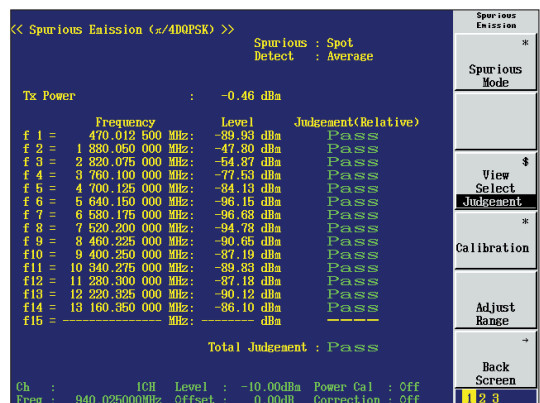 << Spurious Emission (π/4DQPSK) >>
Spurious : Spot
Detect : Average
Tx Power : -0.46 dBm
Frequency Level Judgement(Relative)
f 1 = 470.012 500 MHz: -89.93 dBm Pass
f 2 = 1 880.050 000 MHz: -47.80 dBm Pass
f 3 = 2 820.075 000 MHz: -54.87 dBm Pass
f 4 = 3 760.100 000 MHz: -77.53 dBm Pass
f 5 = 4 700.125 000 MHz: -84.13 dBm Pass
f 6 = 5 640.150 000 MHz: -96.15 dBm Pass
f 7 = 6 580.175 000 MHz: -96.68 dBm Pass
f 8 = 7 520.200 000 MHz: -94.78 dBm Pass
f 9 = 8 460.225 000 MHz: -90.65 dBm Pass
f10 = 9 400.250 000 MHz: -87.19 dBm Pass
f11 = 10 340.275 000 MHz: -89.83 dBm Pass
f12 = 11 280.300 000 MHz: -87.18 dBm Pass
f13 = 12 220.325 000 MHz: -90.12 dBm Pass
f14 = 13 160.350 000 MHz: -86.10 dBm Pass
f15 = --------------- MHz: -------- dBm ----
Total Judgement : Pass
Ch : 1CH Level : -10.00dBm Power Cal : Off
Freq : 940.025000MHz Offset : 0.00dB Correction : Off
Spurious
Emission
*
Spurious
Mode
$
View
Select
Judgement
*
Calibration
Adjust
Range
→
Back
Screen
1 2 3